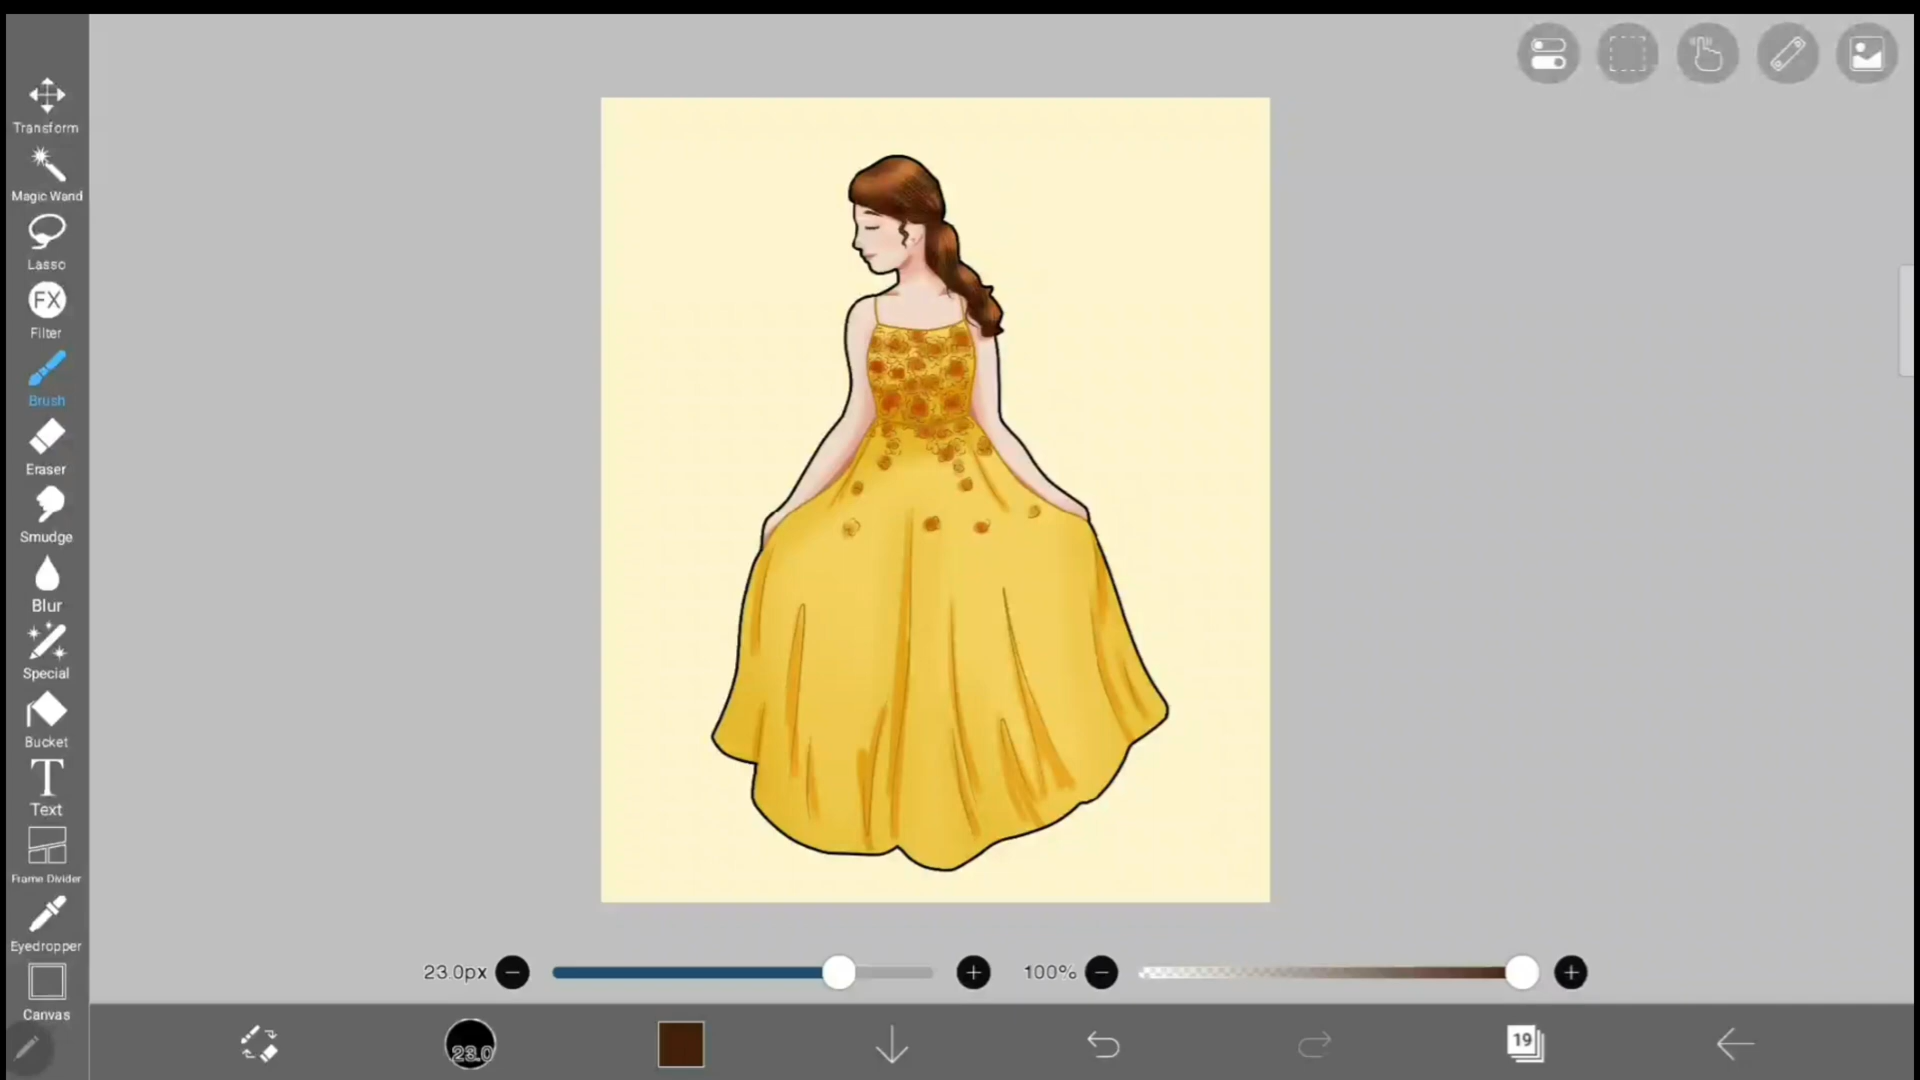 Transform
Magic Wand
Lasso
FX
Filter
Brush
Eraser
Smudge
Blur
Special
Bucket
T
Text
Frame Divider
Eyedropper
Canvas
23.0px
100%
23.0
19